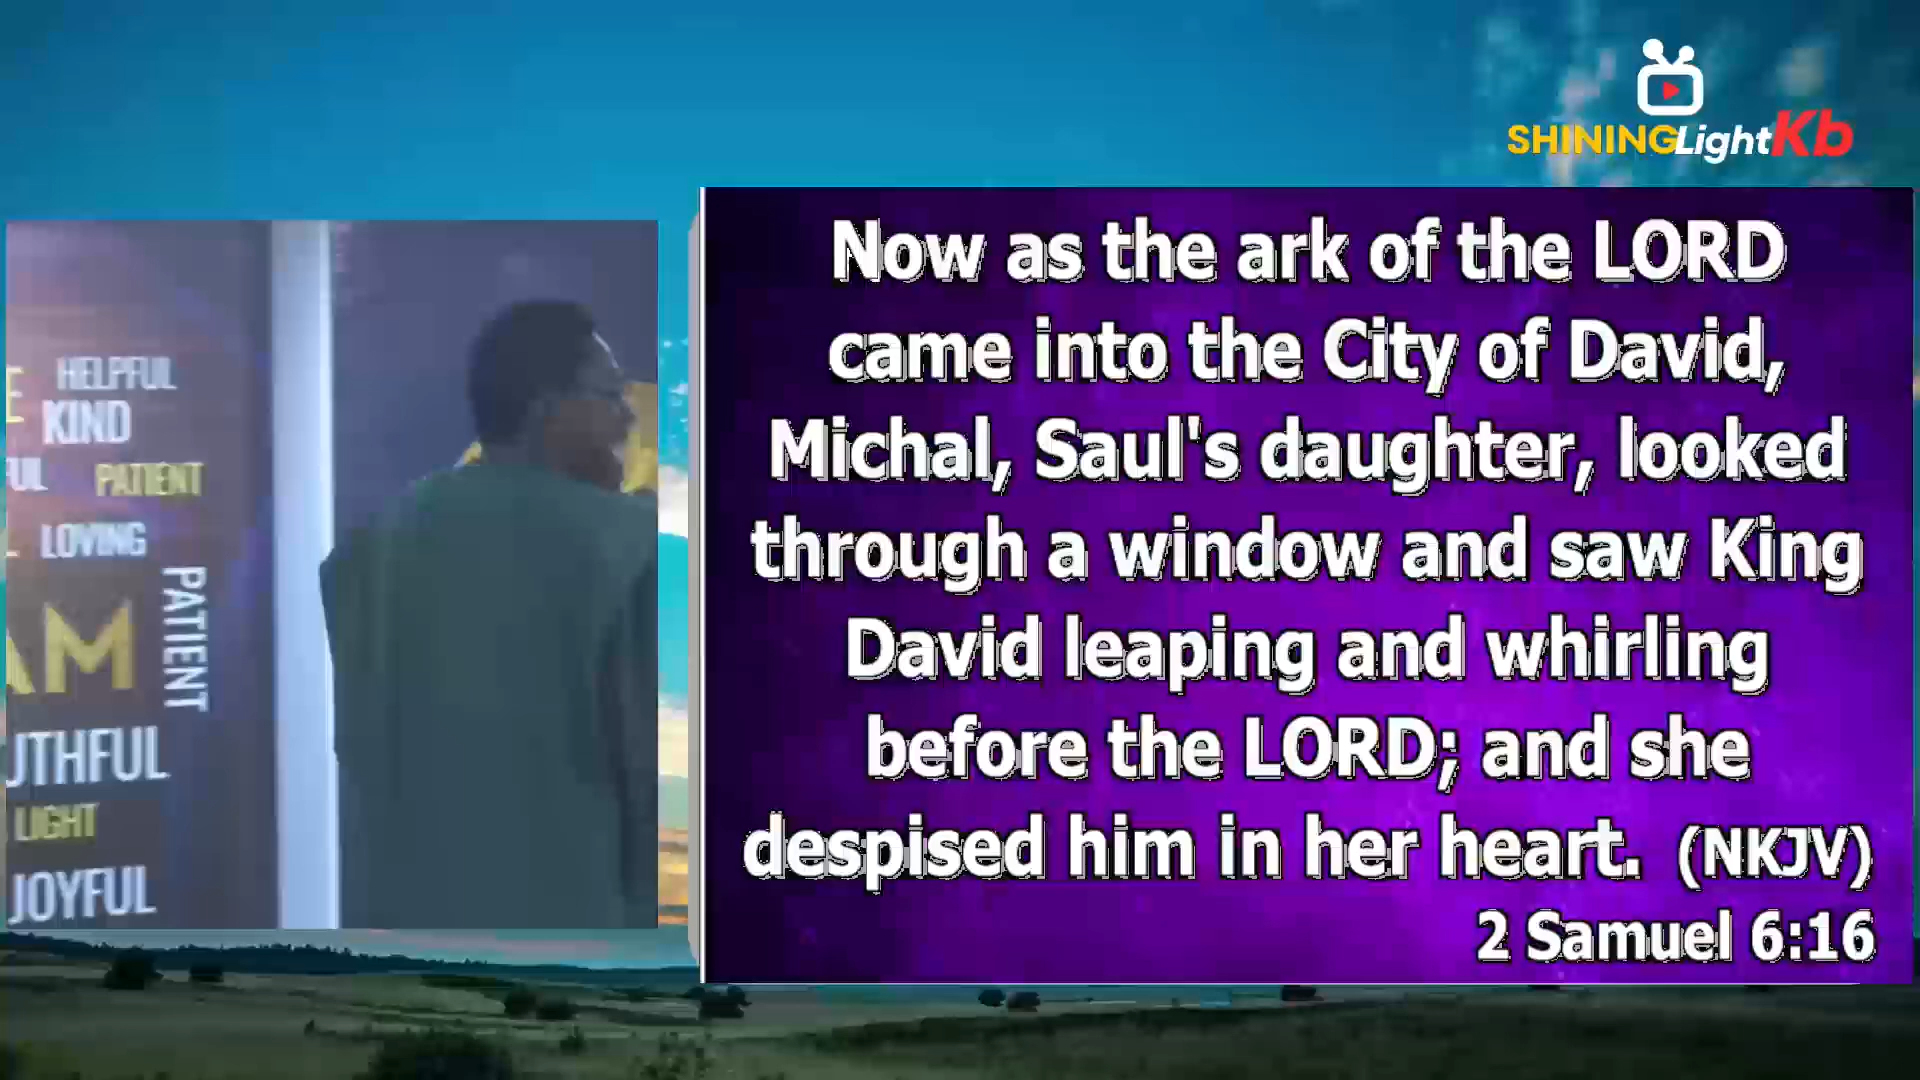 SHININGLightKb
HELPFUL
KIND
PATIENT
LOVING
PATIENT
AM
LIGHT
JOYFUL
Now as the ark of the LORD
came into the City of David,
Michal, Saul's daughter, looked
through a window and saw King
David leaping and whirling
before the LORD; and she
despised him in her heart. (NKJV)
2 Samuel 6:16